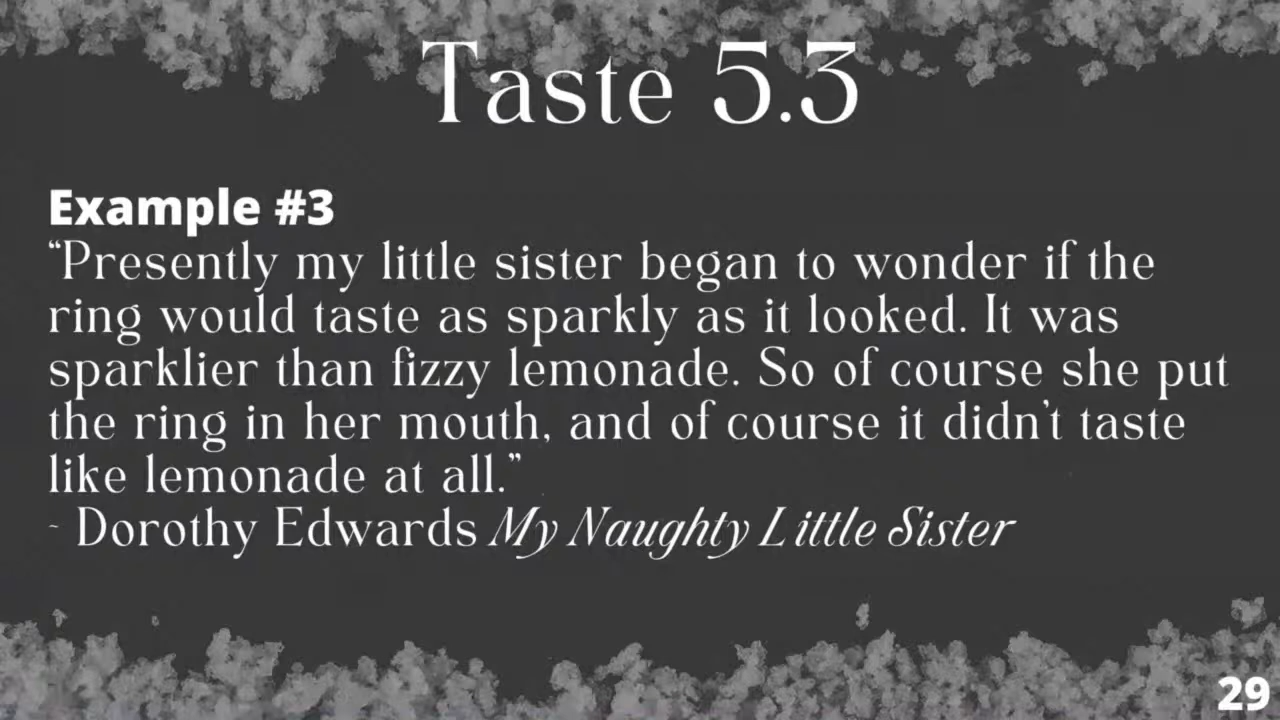 Taste 5.3
Example #3
“Presently my little sister began to wonder if the
ring would taste as sparkly as it looked. It was
sparklier than fizzy lemonade. So of course she put
the ring in her mouth, and of course it didn’t taste
like lemonade at all.”
- Dorothy Edwards My Naughty Little Sister
29